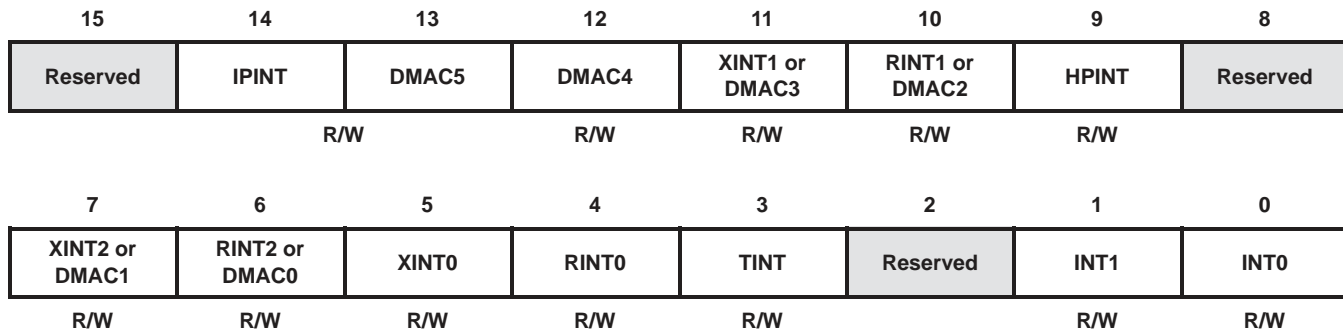 15 14 13 12 11 10 9 8
Reserved IPINT DMAC5 DMAC4 XINT1 or DMAC3 RINT1 or DMAC2 HPINT Reserved
R/W R/W R/W R/W R/W
7 6 5 4 3 2 1 0
XINT2 or DMAC1 RINT2 or DMAC0 XINT0 RINT0 TINT Reserved INT1 INT0
R/W R/W R/W R/W R/W R/W R/W